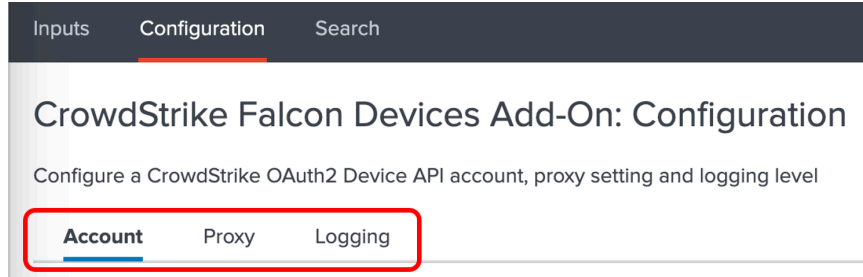 Inputs Configuration Search
CrowdStrike Falcon Devices Add-On: Configuration
Configure a CrowdStrike OAuth2 Device API account, proxy setting and logging level
Account Proxy Logging